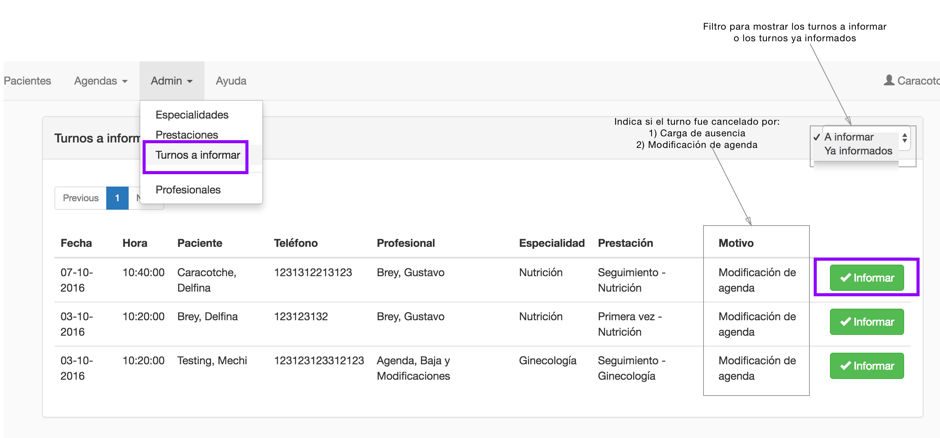 Filtro para mostrar los turnos a informar
o los turnos ya informados
Pacientes Agendas Admin Ayuda Caracotc
Especialidades
Prestaciones
Turnos a informar
Profesionales
Turnos a inform
Indica si el turno fue cancelado por:
1) Carga de ausencia
2) Modificación de agenda
A informar
Ya informados
Previous 1 N
Fecha Hora Paciente Teléfono Profesional Especialidad Prestación Motivo
07-10- 10:40:00 Caracotche, 1231312213123 Brey, Gustavo Nutrición Seguimiento - Modificación de Informar
2016 Delfina Nutrición agenda
03-10- 10:20:00 Brey, Delfina 123123132 Brey, Gustavo Nutrición Primera vez - Modificación de Informar
2016 Nutrición agenda
03-10- 10:20:00 Testing, Mechi 123123123312123 Agenda, Baja y Ginecología Seguimiento - Modificación de Informar
2016 Modificaciones Ginecología agenda